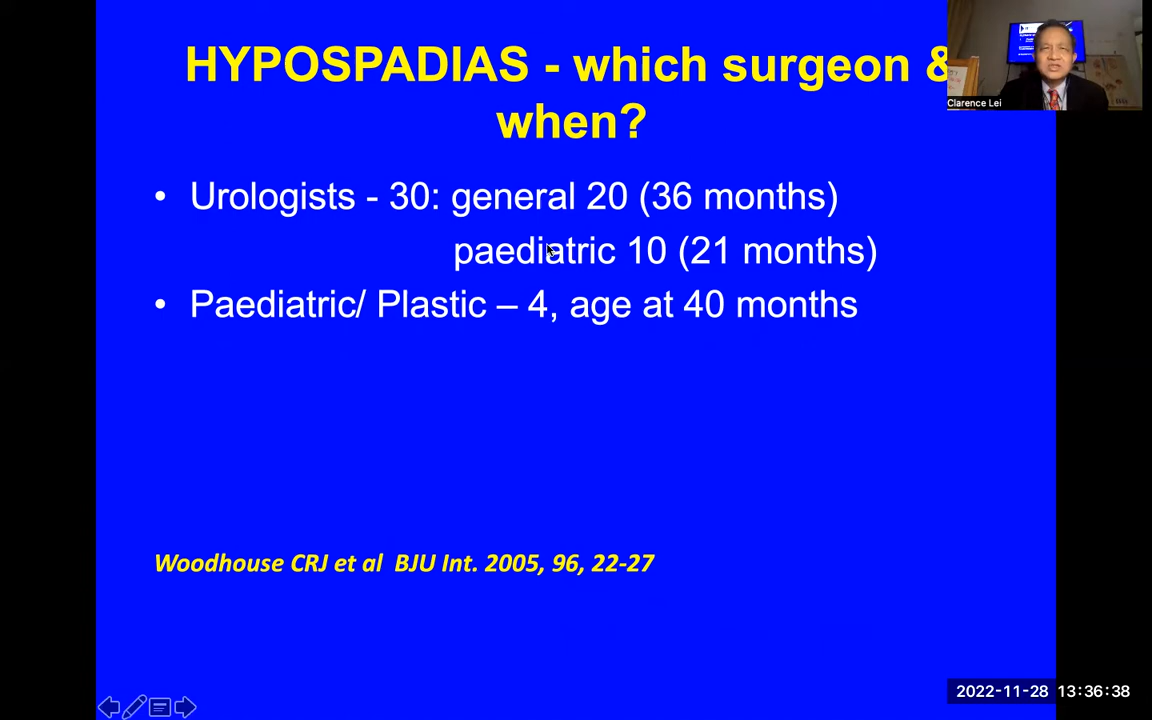 HYPOSPADIAS - which surgeon &
when?
Clarence Lei
• Urologists - 30: general 20 (36 months)
paediatric 10 (21 months)
• Paediatric/ Plastic – 4, age at 40 months
Woodhouse CRJ et al BJU Int. 2005, 96, 22-27
2022-11-28 13:36:38